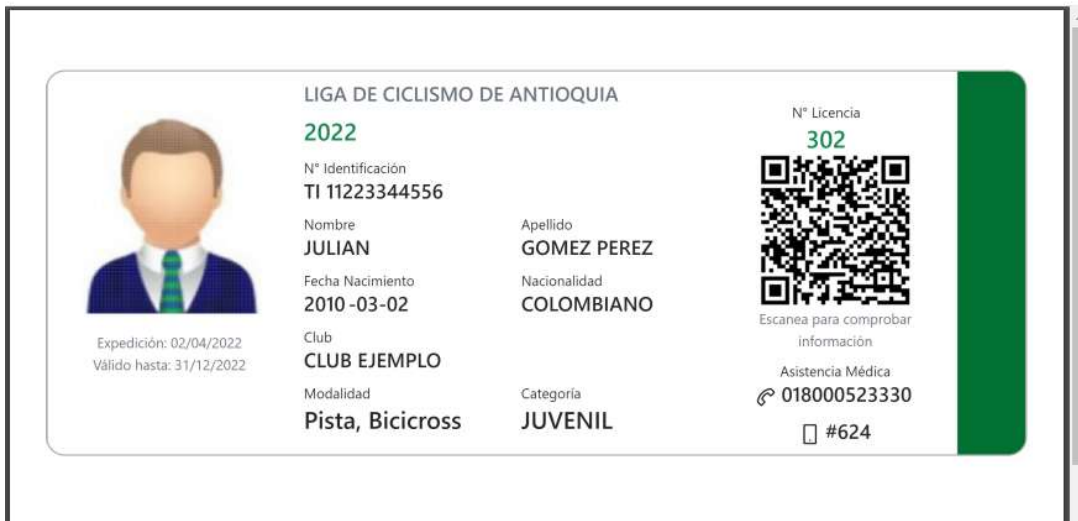 LIGA DE CICLISMO DE ANTIOQUIA
2022
N° Identificación
TI 11223344556
Nombre
JULIAN
Apellido
GOMEZ PEREZ
Fecha Nacimiento
2010 -03-02
Nacionalidad
COLOMBIANO
Club
CLUB EJEMPLO
Modalidad
Pista, Bicicross
Categoría
JUVENIL
Expedición: 02/04/2022
Válido hasta: 31/12/2022
N° Licencia
302
Escanea para comprobar
información
Asistencia Médica
018000523330
#624